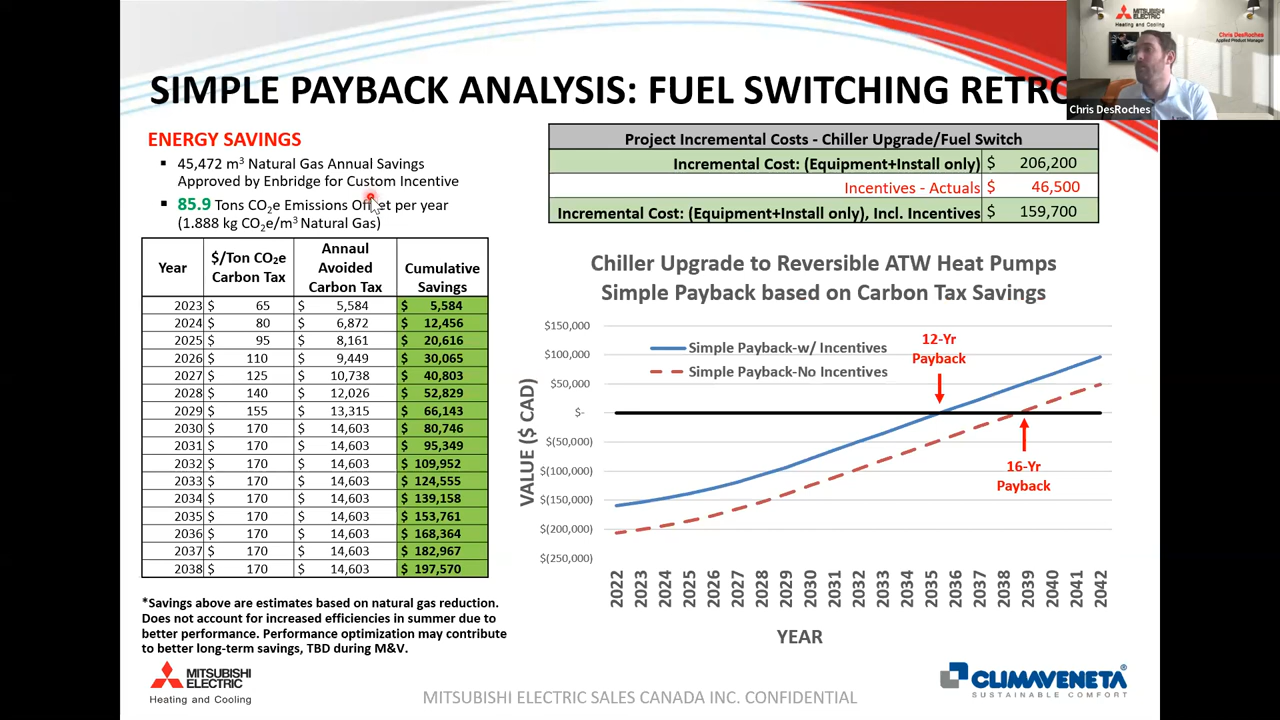 MITSUBISHI ELECTRIC
Heating and Cooling
Chris DesRoches
Applied Product Manager
Chris DesRoches
SIMPLE PAYBACK ANALYSIS: FUEL SWITCHING RETRO
ENERGY SAVINGS
▪ 45,472 m³ Natural Gas Annual Savings
Approved by Enbridge for Custom Incentive
▪ 85.9 Tons CO₂e Emissions Offset per year
(1.888 kg CO₂e/m³ Natural Gas)
Project Incremental Costs - Chiller Upgrade/Fuel Switch
Incremental Cost: (Equipment+Install only) $ 206,200
Incentives - Actuals $ 46,500
Incremental Cost: (Equipment+Install only), Incl. Incentives $ 159,700
Year $/Ton CO₂e Carbon Tax Annaul Avoided Carbon Tax Cumulative Savings
2023 $ 65 $ 5,584 $ 5,584
2024 $ 80 $ 6,872 $ 12,456
2025 $ 95 $ 8,161 $ 20,616
2026 $ 110 $ 9,449 $ 30,065
2027 $ 125 $ 10,738 $ 40,803
2028 $ 140 $ 12,026 $ 52,829
2029 $ 155 $ 13,315 $ 66,143
2030 $ 170 $ 14,603 $ 80,746
2031 $ 170 $ 14,603 $ 95,349
2032 $ 170 $ 14,603 $ 109,952
2033 $ 170 $ 14,603 $ 124,555
2034 $ 170 $ 14,603 $ 139,158
2035 $ 170 $ 14,603 $ 153,761
2036 $ 170 $ 14,603 $ 168,364
2037 $ 170 $ 14,603 $ 182,967
2038 $ 170 $ 14,603 $ 197,570
*Savings above are estimates based on natural gas reduction.
Does not account for increased efficiencies in summer due to
better performance. Performance optimization may contribute
to better long-term savings, TBD during M&V.
Chiller Upgrade to Reversible ATW Heat Pumps
Simple Payback based on Carbon Tax Savings
VALUE ($ CAD)
$150,000
$100,000
$50,000
$-
$(50,000)
$(100,000)
$(150,000)
$(200,000)
$(250,000)
Simple Payback-w/ Incentives
Simple Payback-No Incentives
12-Yr
Payback
16-Yr
Payback
2022 2023 2024 2025 2026 2027 2028 2029 2030 2031 2032 2033 2034 2035 2036 2037 2038 2039 2040 2041 2042
YEAR
MITSUBISHI
ELECTRIC
Heating and Cooling
MITSUBISHI ELECTRIC SALES CANADA INC. CONFIDENTIAL
CLIMAVENETA
SUSTAINABLE COMFORT